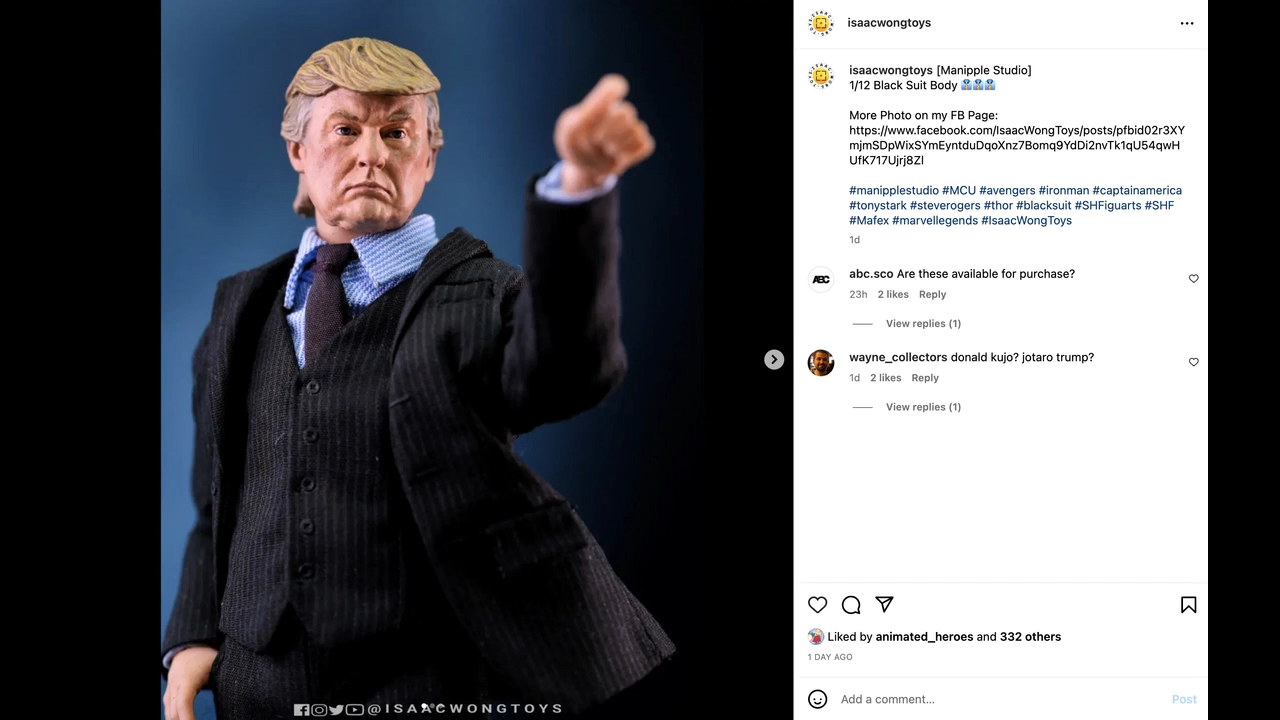 isaacwongtoys
isaacwongtoys [Manipple Studio]
1/12 Black Suit Body 👔👔👔
More Photo on my FB Page:
https://www.facebook.com/IsaacWongToys/posts/pfbid02r3XY
mjmSDpWixSYmEyntduDqoXnz7Bomq9YdDi2nvTk1qU54qwH
UfK717Ujrj8Zl
#manipplestudio #MCU #avengers #ironman #captainamerica
#tonystark #steverogers #thor #blacksuit #SHFiguarts #SHF
#Mafex #marvellegends #IsaacWongToys
1d
ABC
abc.sco Are these available for purchase?
23h 2 likes Reply
View replies (1)
wayne_collectors donald kujo? jotaro trump?
1d 2 likes Reply
View replies (1)
Liked by animated_heroes and 332 others
1 DAY AGO
Add a comment... Post
@ISAACWONGTOYS